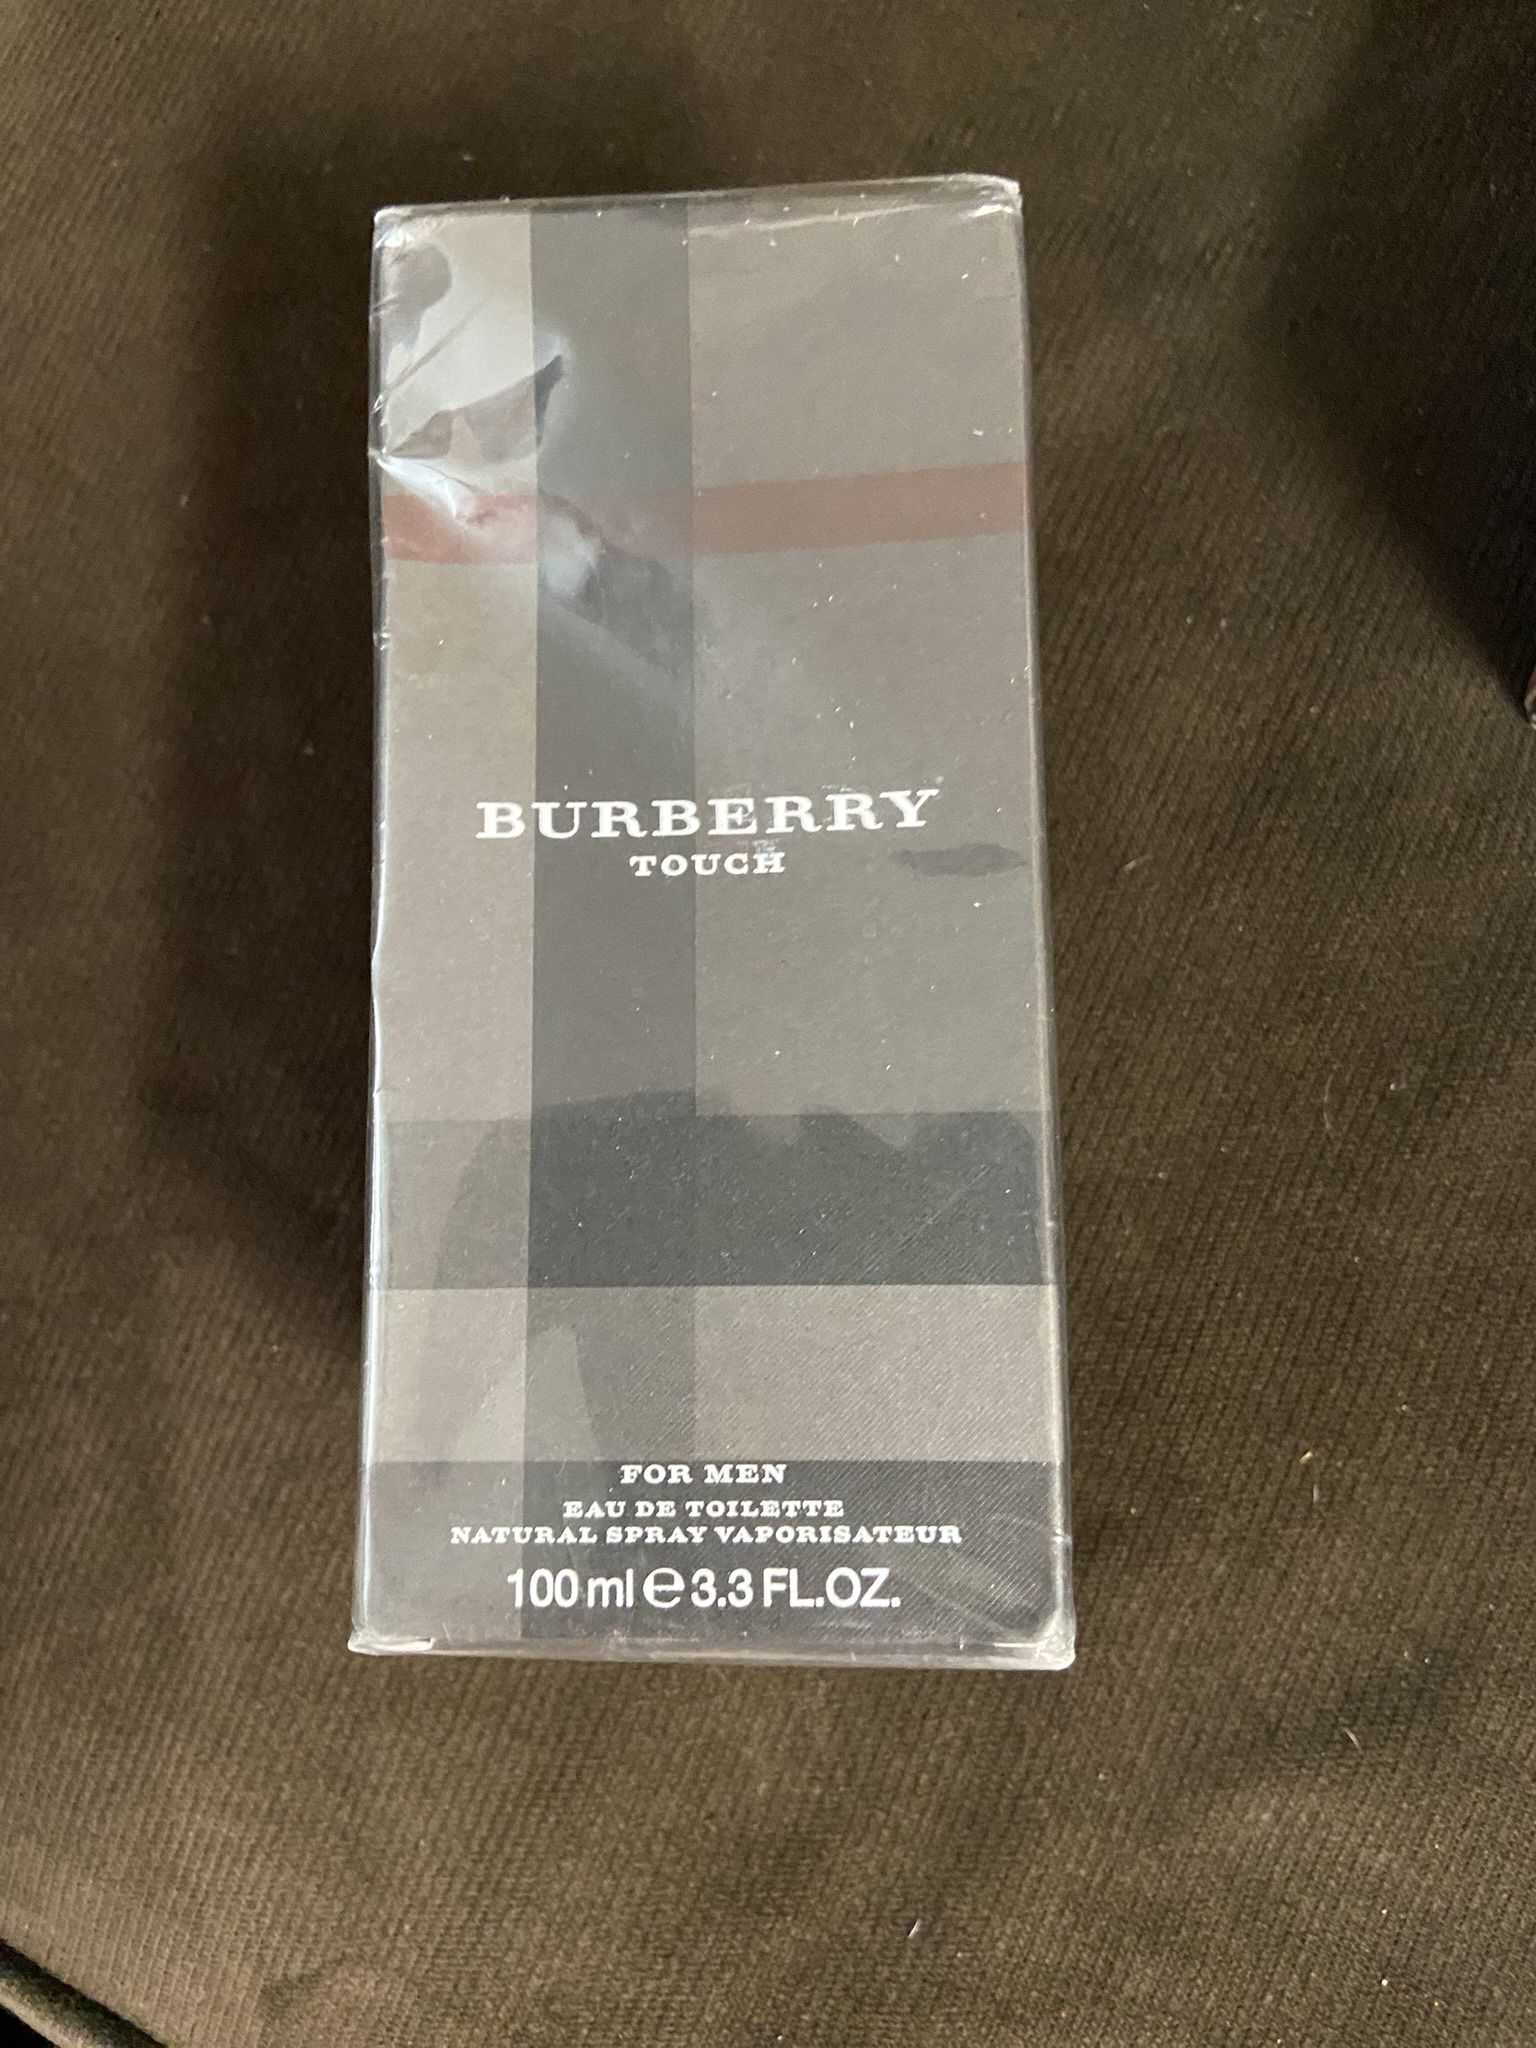 BURBERRY
TOUCH
FOR MEN
EAU DE TOILETTE
NATURAL SPRAY VAPORISATEUR
100 ml ℮ 3.3 FL.OZ.